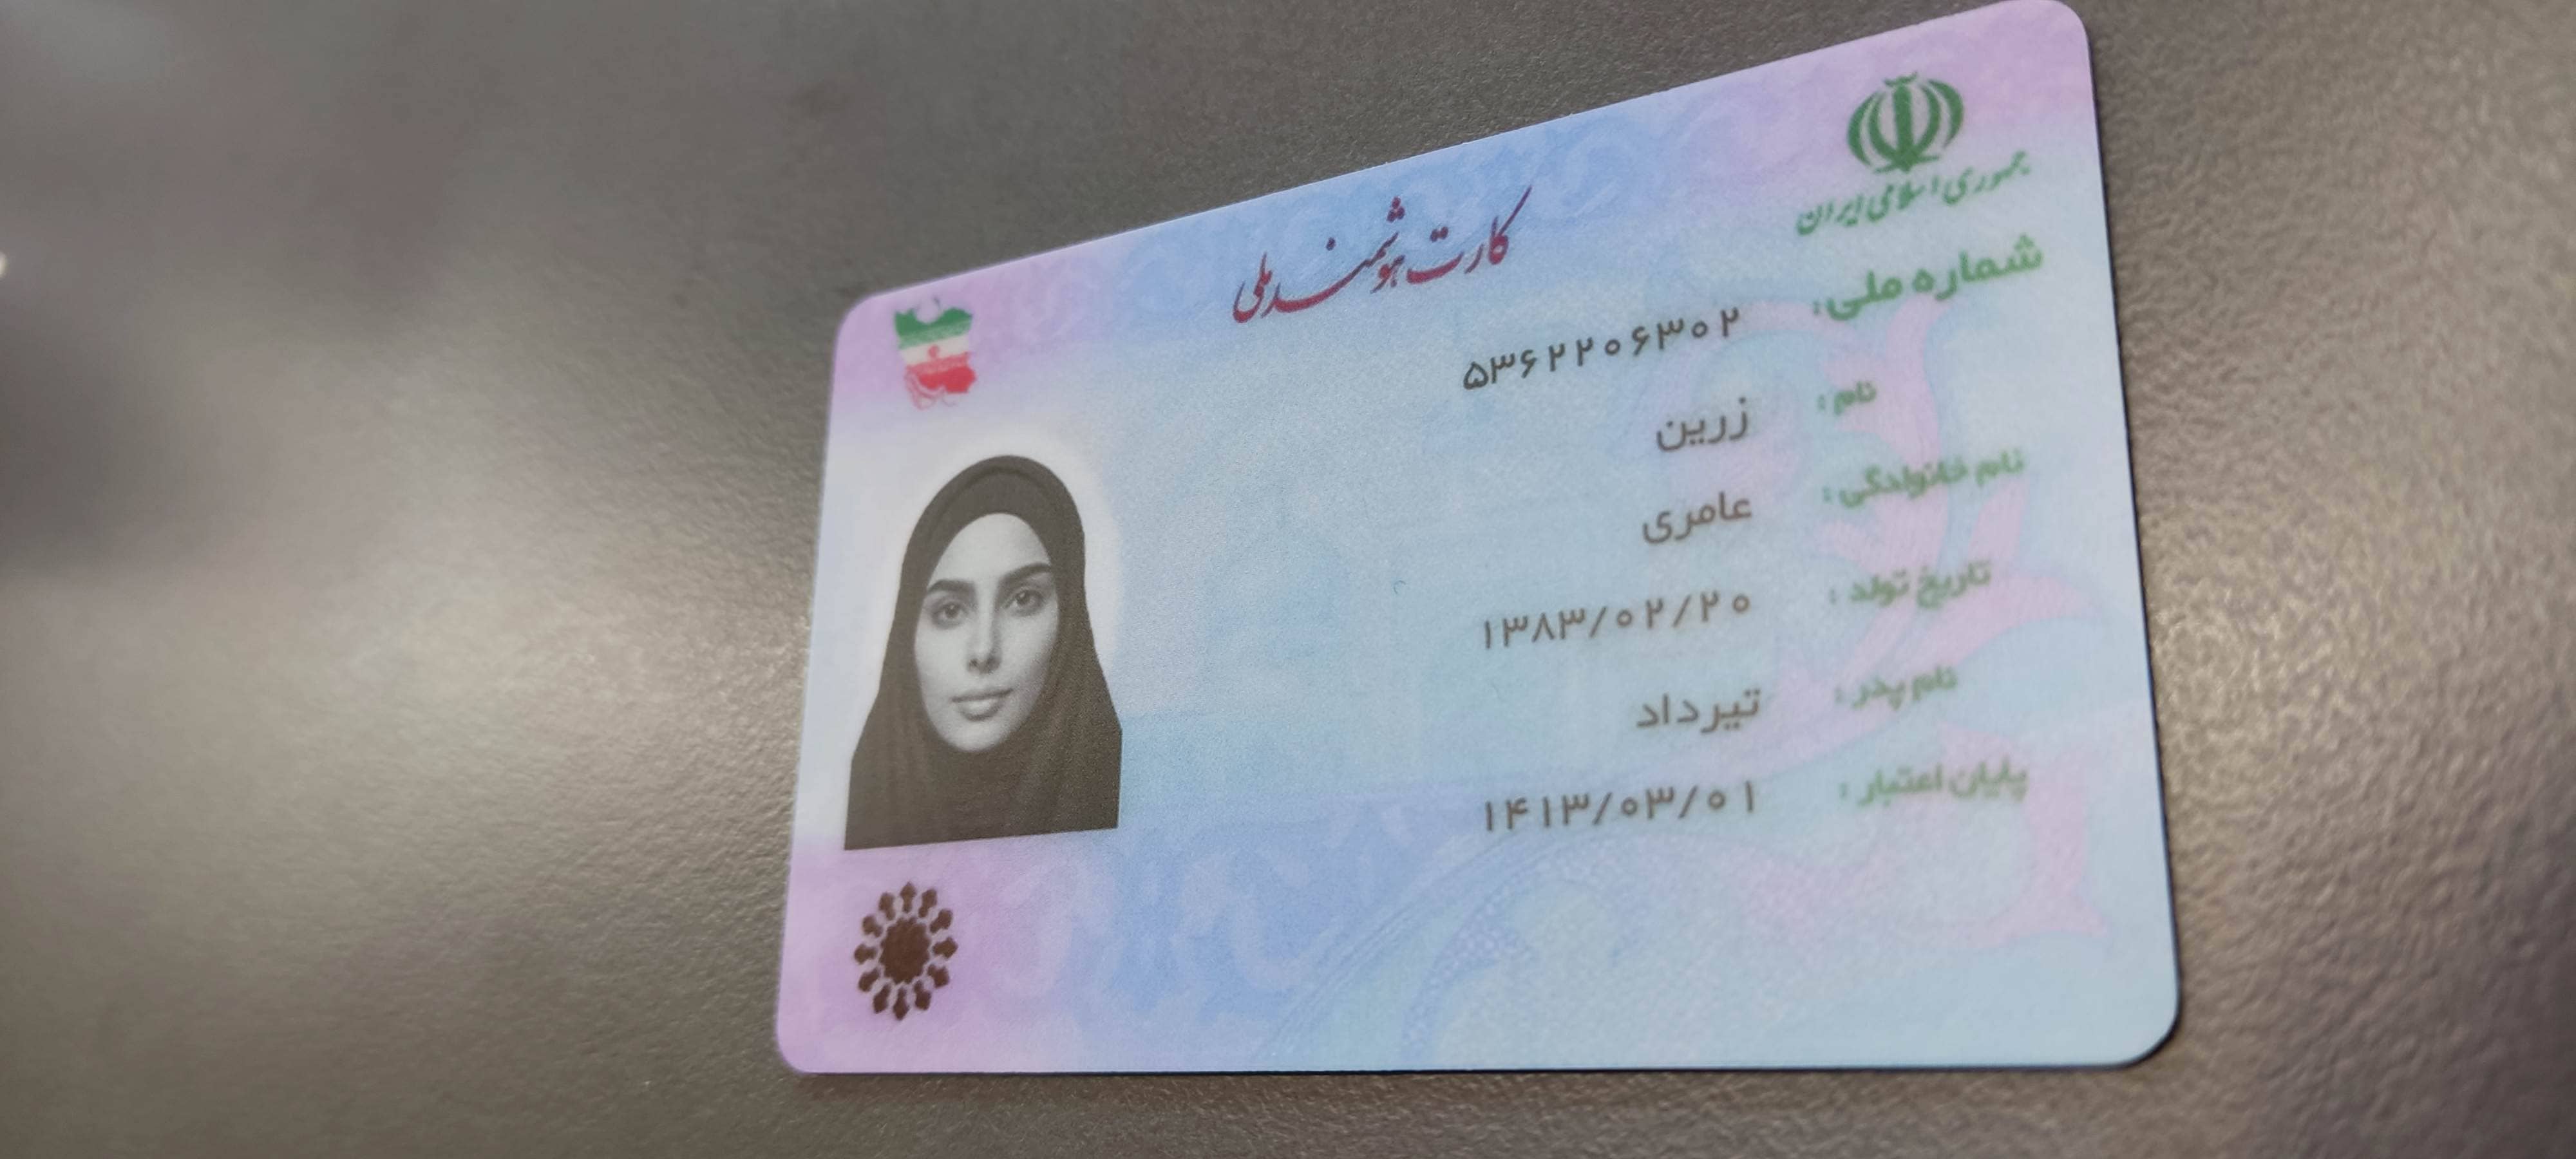 جمهوری اسلامی ایران
کارت هوشمند ملی
شماره ملی: ۵۳۶۲۲۰۶۳۰۲
نام: زرین
نام خانوادگی: عامری
تاریخ تولد: ۱۳۸۳/۰۲/۲۰
نام پدر: تیرداد
پایان اعتبار: ۱۴۱۳/۰۳/۰۱